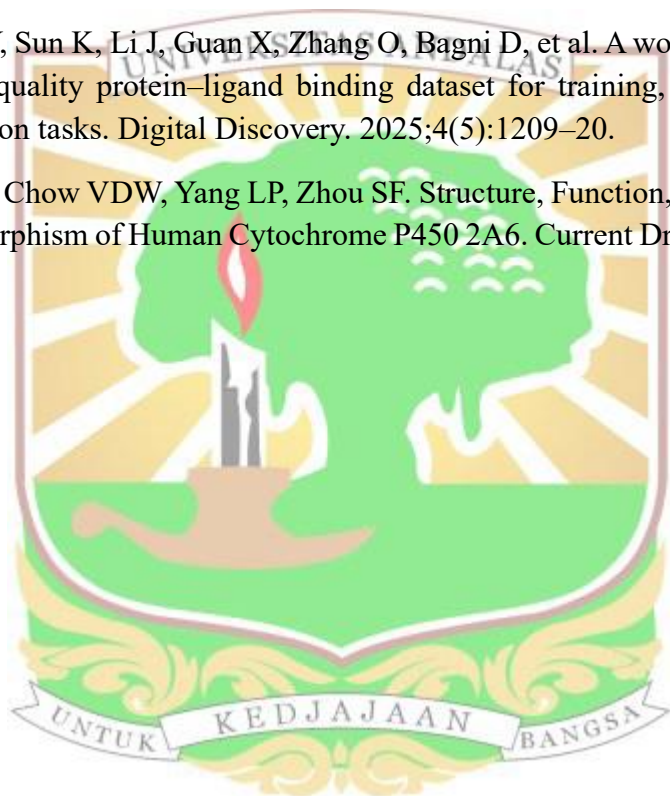 , Sun K, Li J, Guan X, Zhang O, Bagni D, et al. A wo
UNIVERSITAS ANDALAS
quality protein–ligand binding dataset for training,
on tasks. Digital Discovery. 2025;4(5):1209–20.
Chow VDW, Yang LP, Zhou SF. Structure, Function,
rphism of Human Cytochrome P450 2A6. Current Dr
UNTUK KEDJAJAAN BANGSA